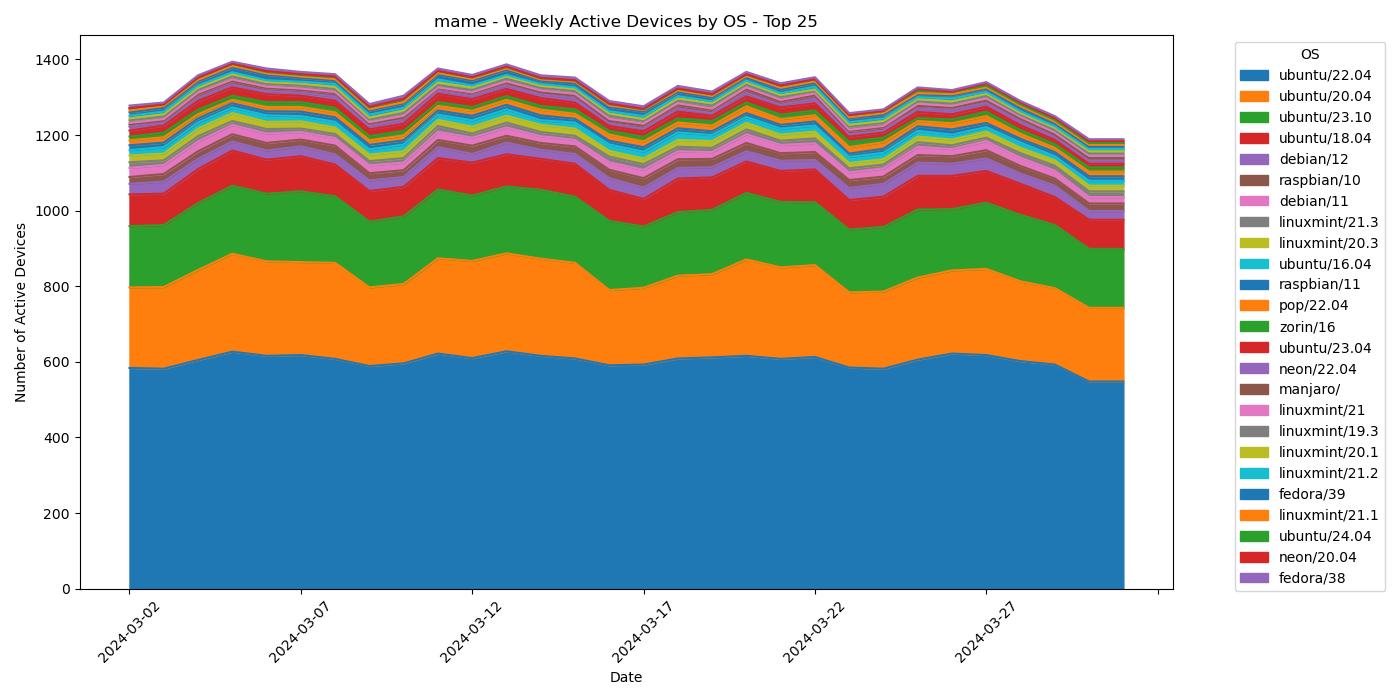 mame - Weekly Active Devices by OS - Top 25
Number of Active Devices
1400
1200
1000
800
600
400
200
0
2024-03-02
2024-03-07
2024-03-12
2024-03-17
2024-03-22
2024-03-27
Date
OS
ubuntu/22.04
ubuntu/20.04
ubuntu/23.10
ubuntu/18.04
debian/12
raspbian/10
debian/11
linuxmint/21.3
linuxmint/20.3
ubuntu/16.04
raspbian/11
pop/22.04
zorin/16
ubuntu/23.04
neon/22.04
manjaro/
linuxmint/21
linuxmint/19.3
linuxmint/20.1
linuxmint/21.2
fedora/39
linuxmint/21.1
ubuntu/24.04
neon/20.04
fedora/38